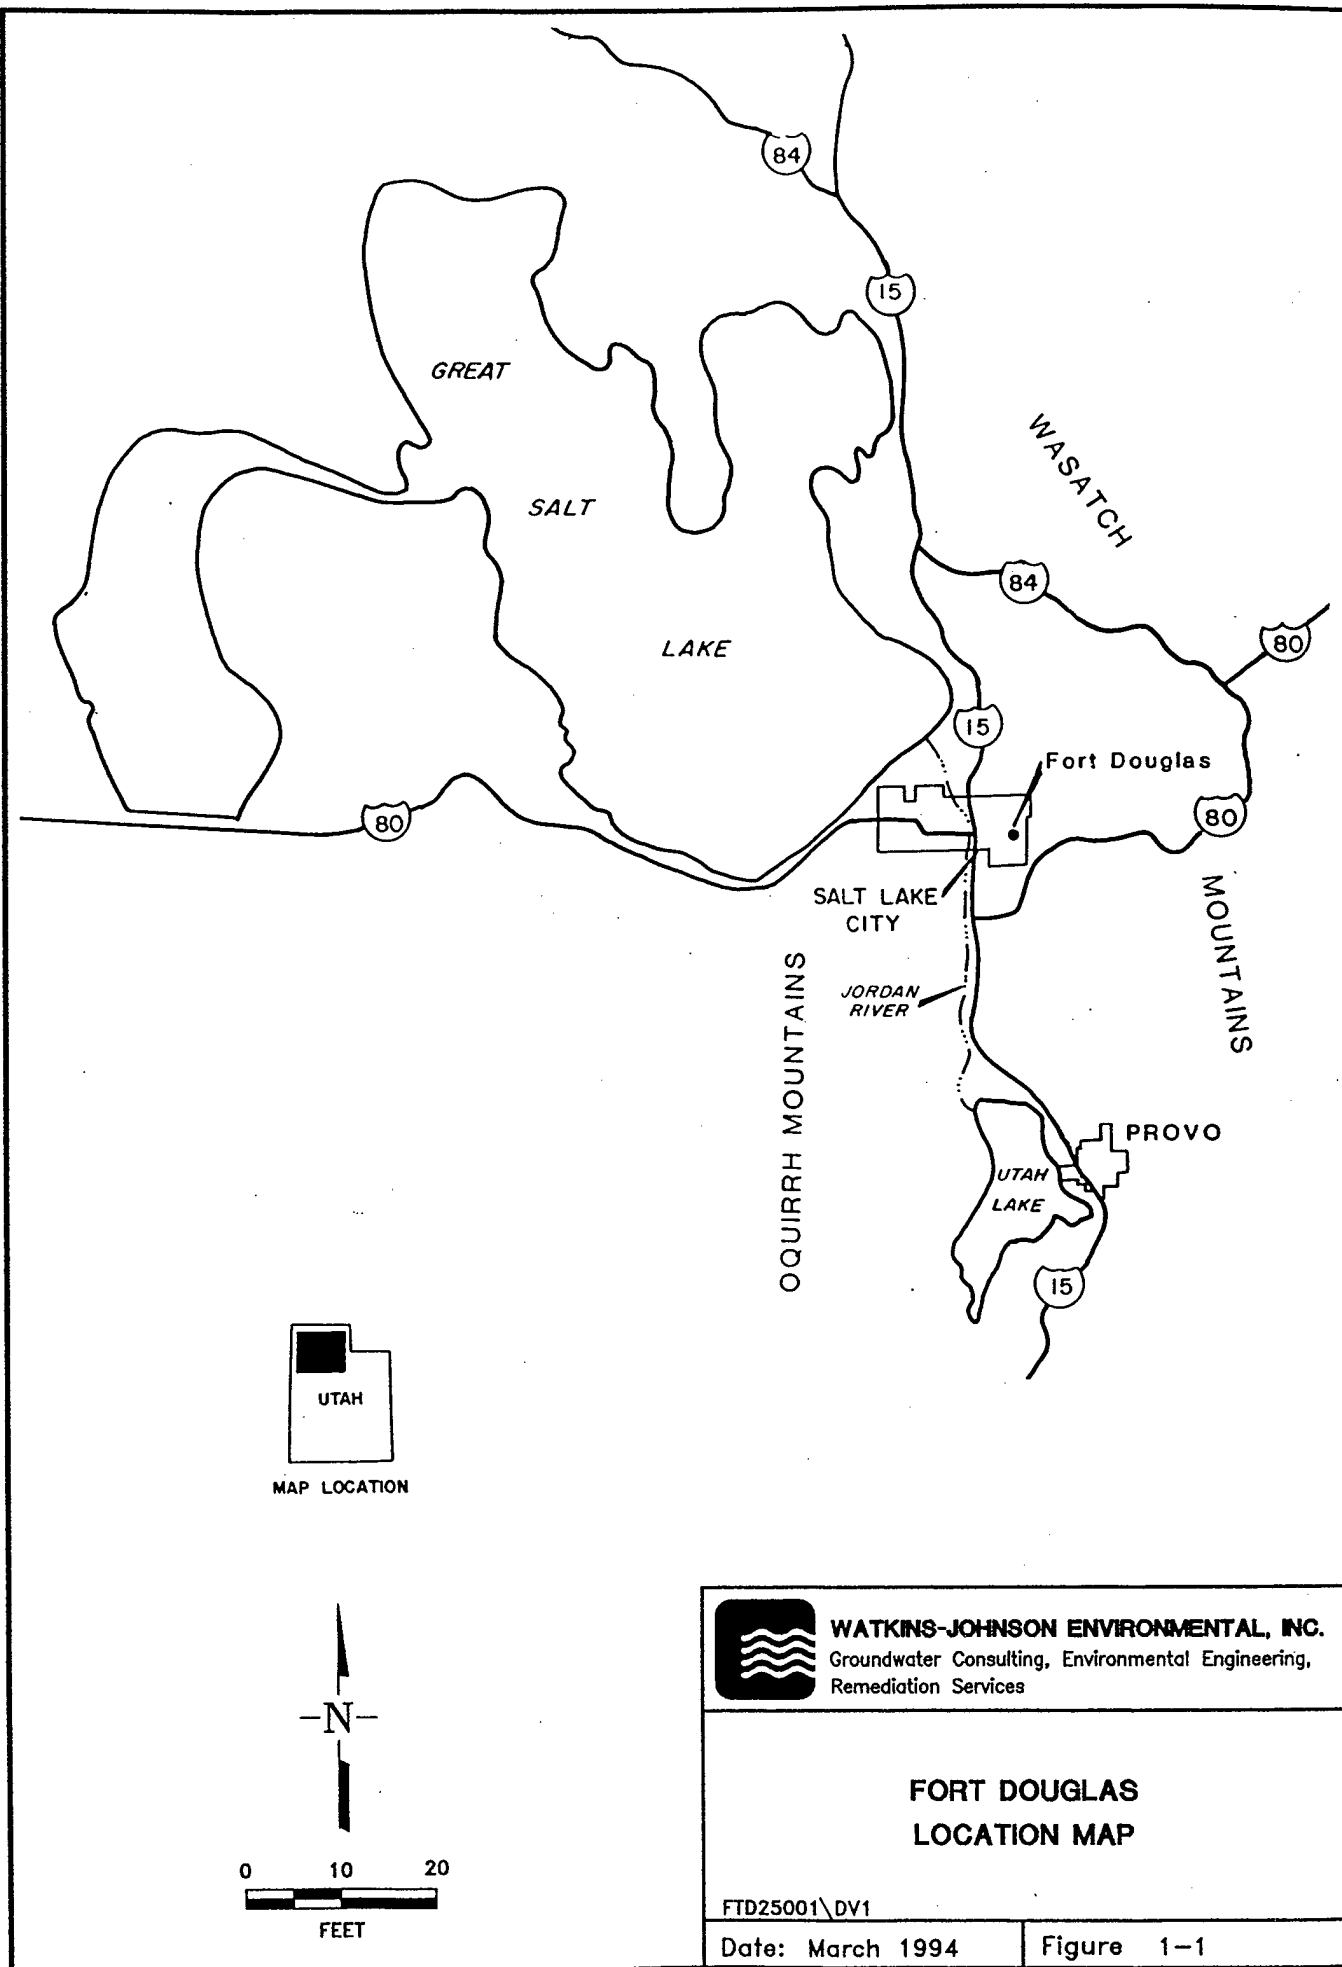 84
15
GREAT
WASATCH
SALT
84
80
LAKE
15
Fort Douglas
80
80
SALT LAKE
CITY
MOUNTAINS
OQUIRRH MOUNTAINS
JORDAN
RIVER
PROVO
UTAH
LAKE
15
UTAH
MAP LOCATION
-N-
0 10 20
FEET
WATKINS-JOHNSON ENVIRONMENTAL, INC.
Groundwater Consulting, Environmental Engineering,
Remediation Services
FORT DOUGLAS
LOCATION MAP
FTD25001\DV1
Date: March 1994
Figure 1-1